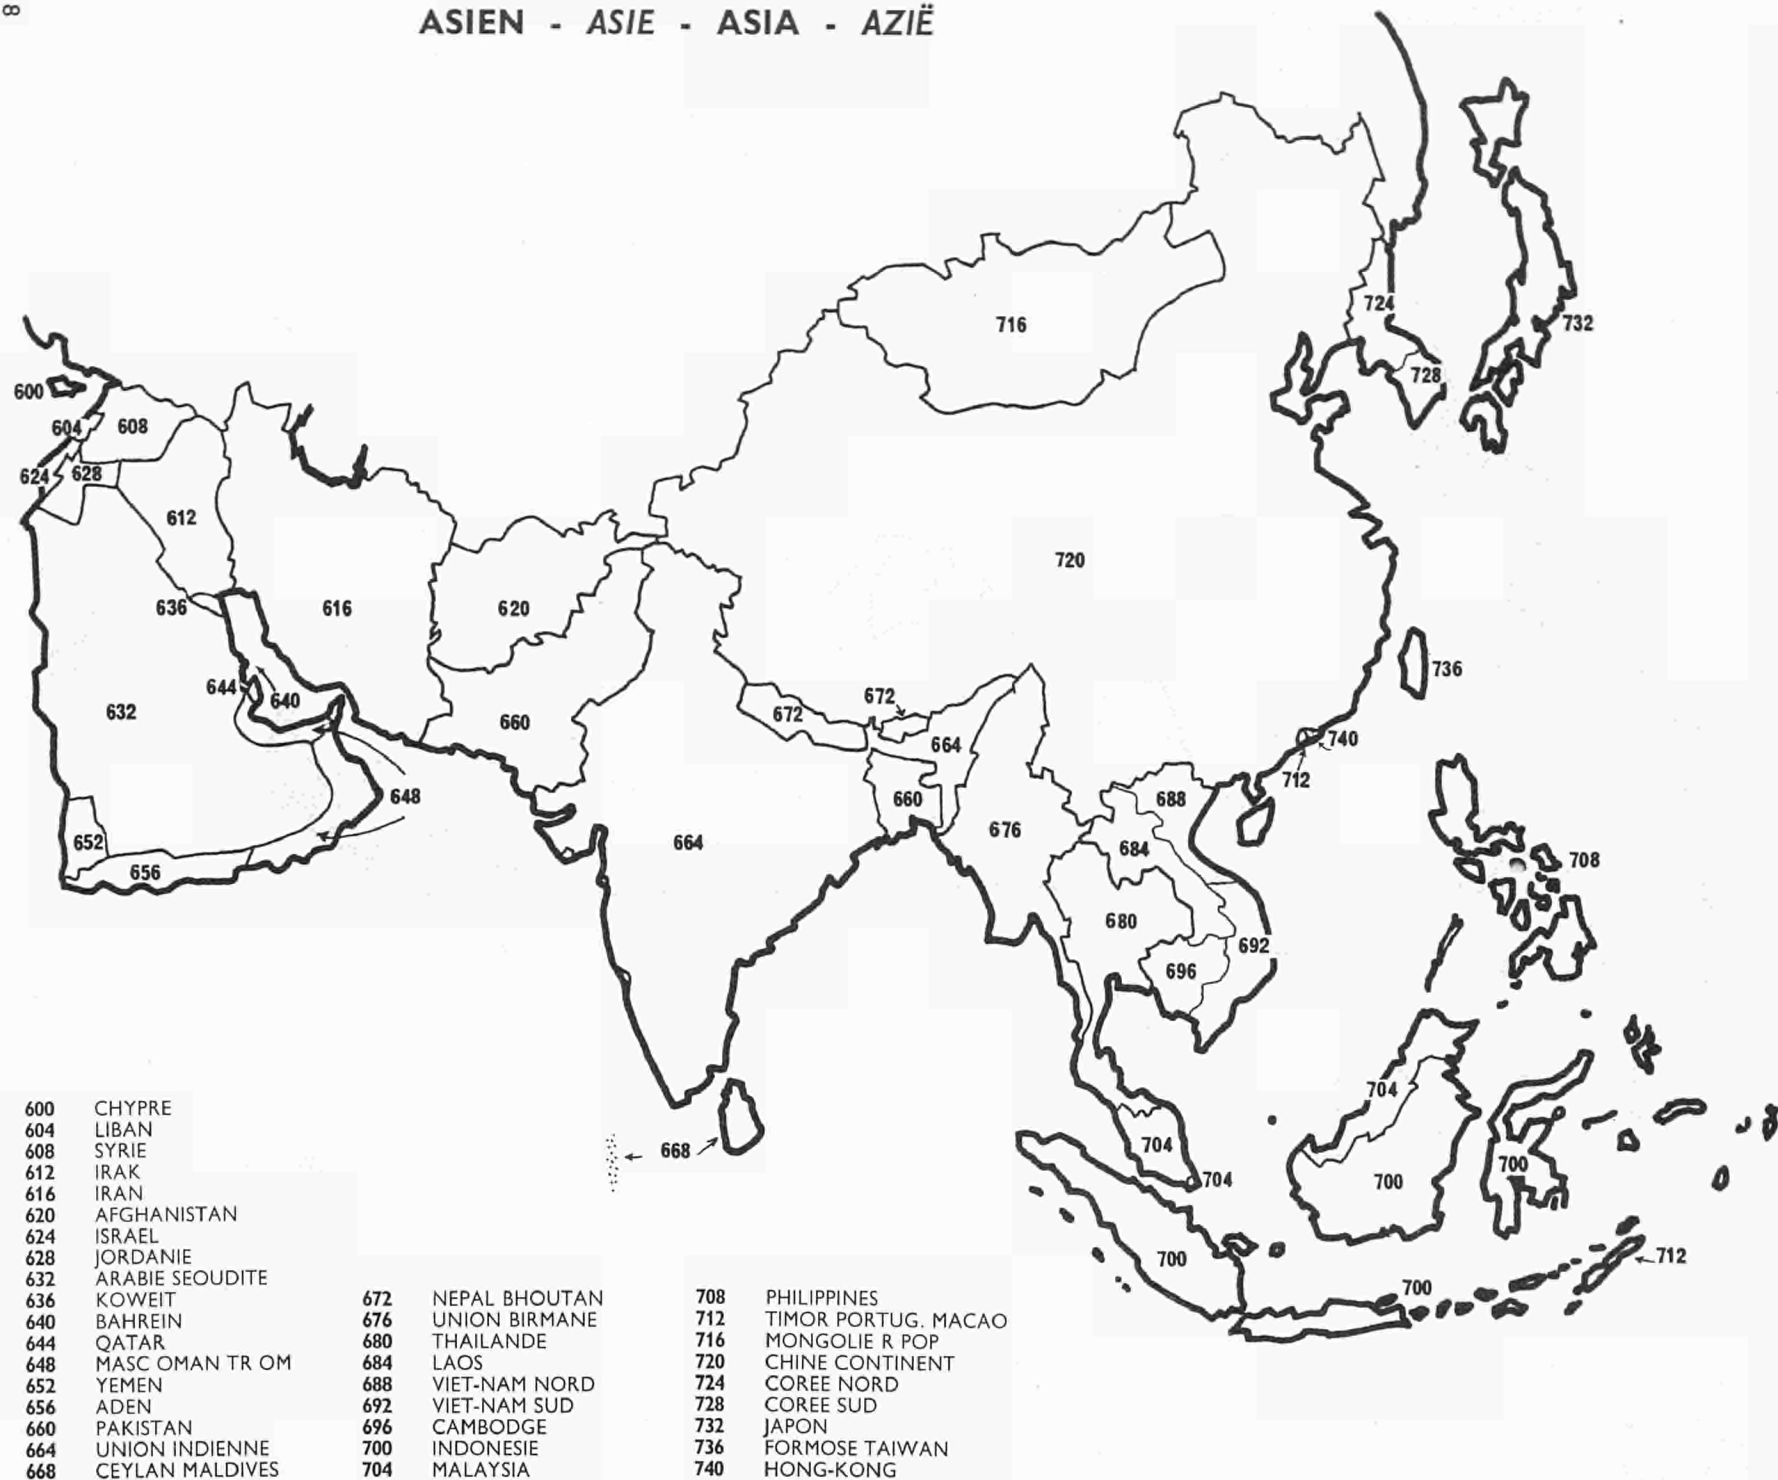 8
ASIEN - ASIE - ASIA - AZIË
724
716
732
728
600
604
608
624
628
612
720
636
616
620
736
644
640
672
632
672
660
664
740
712
648
660
688
676
652
664
684
708
656
680
692
696
704
704
668
704
700
700
700
712
700
600 CHYPRE
604 LIBAN
608 SYRIE
612 IRAK
616 IRAN
620 AFGHANISTAN
624 ISRAEL
628 JORDANIE
632 ARABIE SEOUDITE
636 KOWEIT
640 BAHREIN
644 QATAR
648 MASC OMAN TR OM
652 YEMEN
656 ADEN
660 PAKISTAN
664 UNION INDIENNE
668 CEYLAN MALDIVES
672 NEPAL BHOUTAN
676 UNION BIRMANE
680 THAILANDE
684 LAOS
688 VIET-NAM NORD
692 VIET-NAM SUD
696 CAMBODGE
700 INDONESIE
704 MALAYSIA
708 PHILIPPINES
712 TIMOR PORTUG. MACAO
716 MONGOLIE R POP
720 CHINE CONTINENT
724 COREE NORD
728 COREE SUD
732 JAPON
736 FORMOSE TAIWAN
740 HONG-KONG